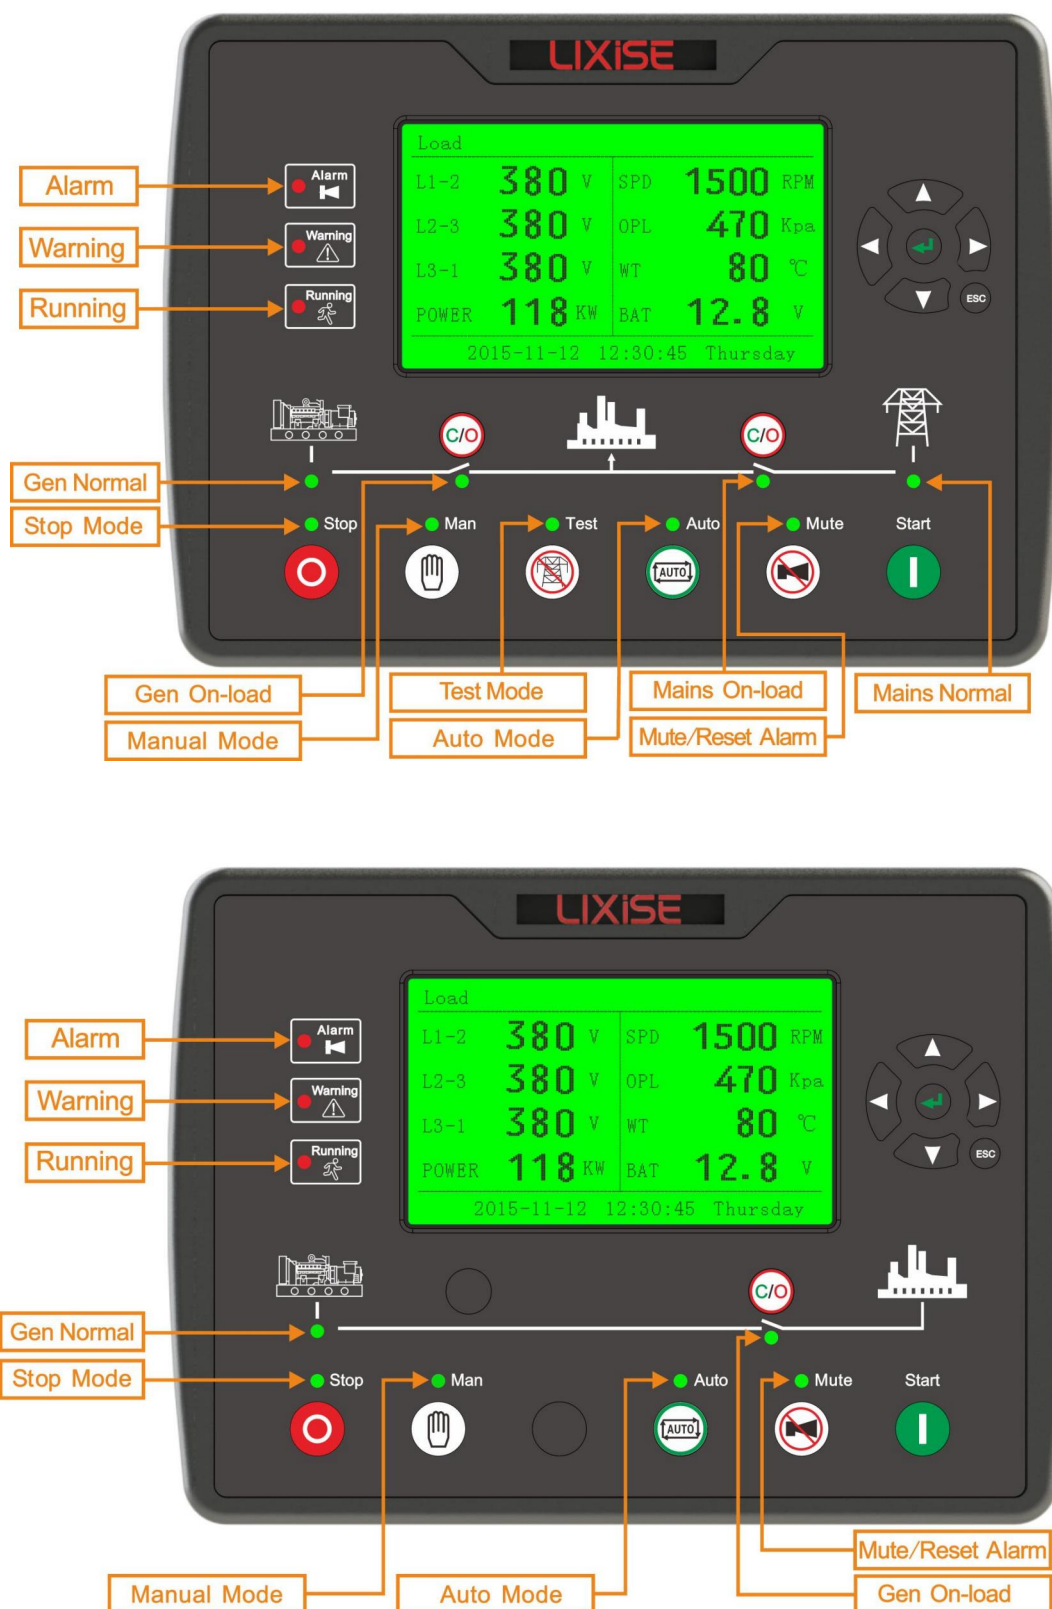 LIXiSE
Load
L1-2 380 V SPD 1500 RPM
L2-3 380 V OPL 470 Kpa
L3-1 380 V WT 80 ℃
POWER 118 KW BAT 12.8 V
2015-11-12 12:30:45 Thursday
Alarm
Alarm
Warning
Warning
Running
Running
ESC
C/O
C/O
Gen Normal
Stop Mode
Stop
Man
Test
Auto
Mute
Start
AUTO
Gen On-load
Test Mode
Mains On-load
Mains Normal
Manual Mode
Auto Mode
Mute/Reset Alarm
LIXiSE
Load
L1-2 380 V SPD 1500 RPM
L2-3 380 V OPL 470 Kpa
L3-1 380 V WT 80 ℃
POWER 118 KW BAT 12.8 V
2015-11-12 12:30:45 Thursday
Alarm
Alarm
Warning
Warning
Running
Running
ESC
C/O
Gen Normal
Stop Mode
Stop
Man
Auto
Mute
Start
AUTO
Mute/Reset Alarm
Manual Mode
Auto Mode
Gen On-load